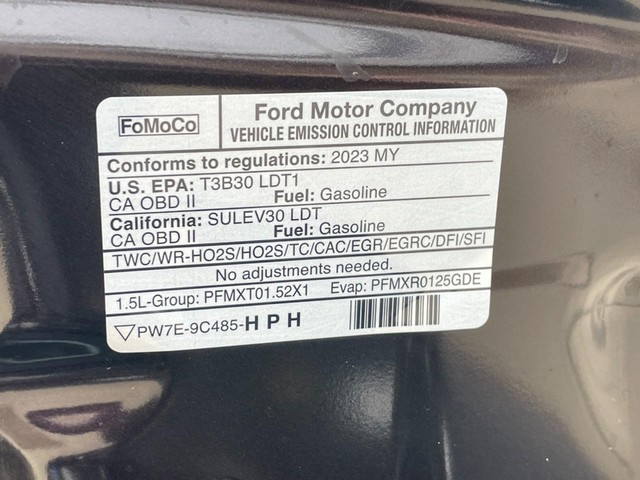 FoMoCo
Ford Motor Company
VEHICLE EMISSION CONTROL INFORMATION
Conforms to regulations: 2023 MY
U.S. EPA: T3B30 LDT1
CA OBD II Fuel: Gasoline
California: SULEV30 LDT
CA OBD II Fuel: Gasoline
TWC/WR-HO2S/HO2S/TC/CAC/EGR/EGRC/DFI/SFI
No adjustments needed.
1.5L-Group: PFMXT01.52X1 Evap: PFMXR0125GDE
PW7E-9C485-HPH